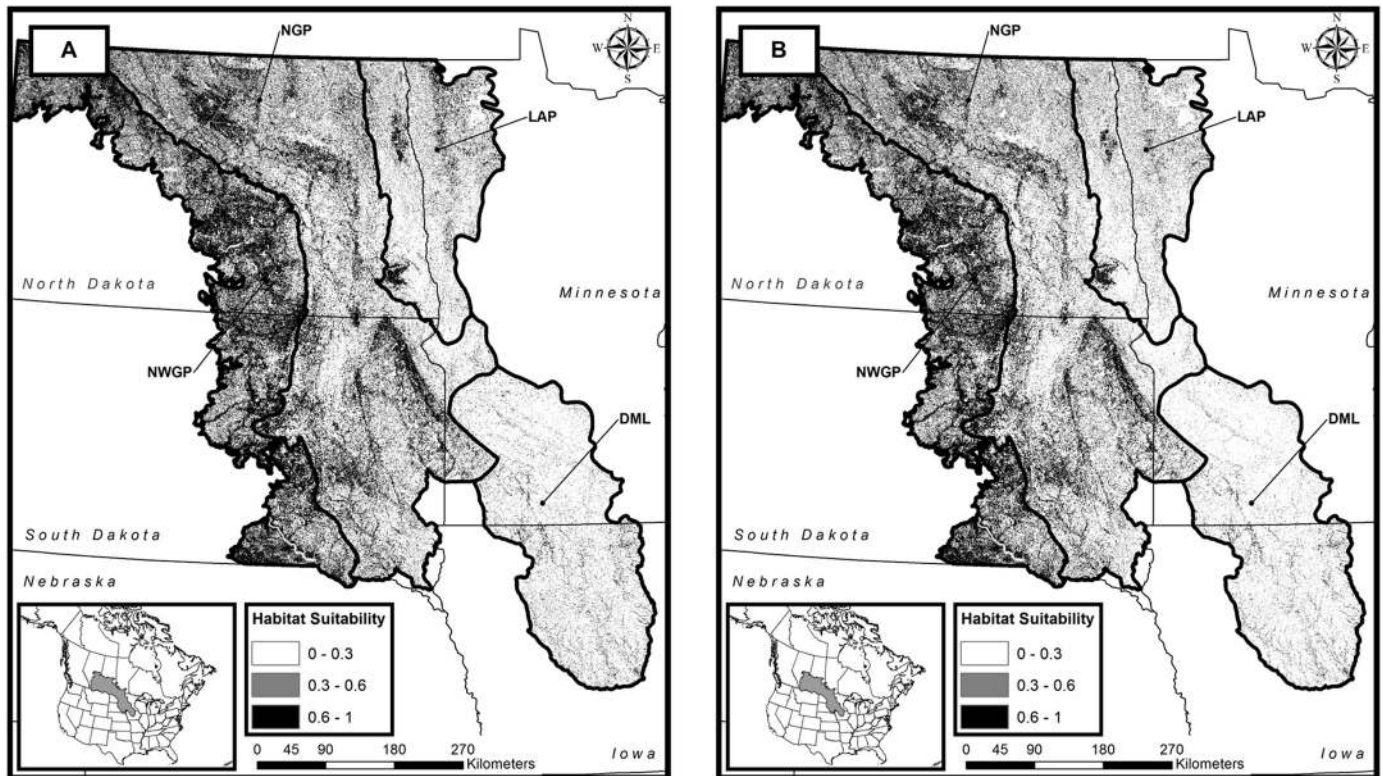 A
NGP
N
W E
S
LAP
North Dakota
Minnesota
NWGP
DML
South Dakota
Nebraska
Habitat Suitability
0 - 0.3
0.3 - 0.6
0.6 - 1
0 45 90 180 270
Kilometers
Iowa
B
NGP
N
W E
S
LAP
North Dakota
Minnesota
NWGP
DML
South Dakota
Nebraska
Habitat Suitability
0 - 0.3
0.3 - 0.6
0.6 - 1
0 45 90 180 270
Kilometers
Iowa